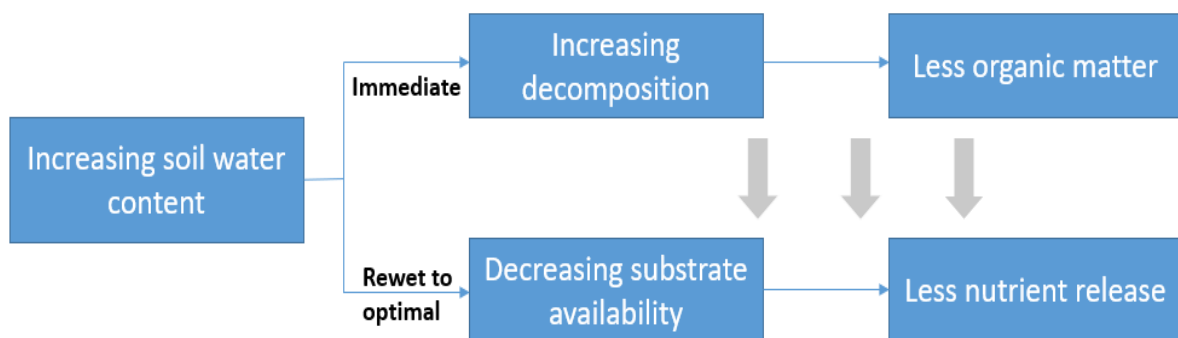 Increasing soil water
content
Immediate
Increasing
decomposition
Less organic matter
Rewet to
optimal
Decreasing substrate
availability
Less nutrient release